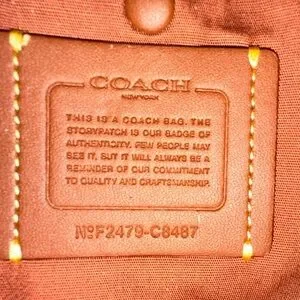 COACH
NEW YORK
THIS IS A COACH BAG. THE
STORYPATCH IS OUR BADGE OF
AUTHENTICITY. FEW PEOPLE MAY
SEE IT, BUT IT WILL ALWAYS BE A
REMINDER OF OUR COMMITMENT
TO QUALITY AND CRAFTSMANSHIP.
NºF2479-C8487